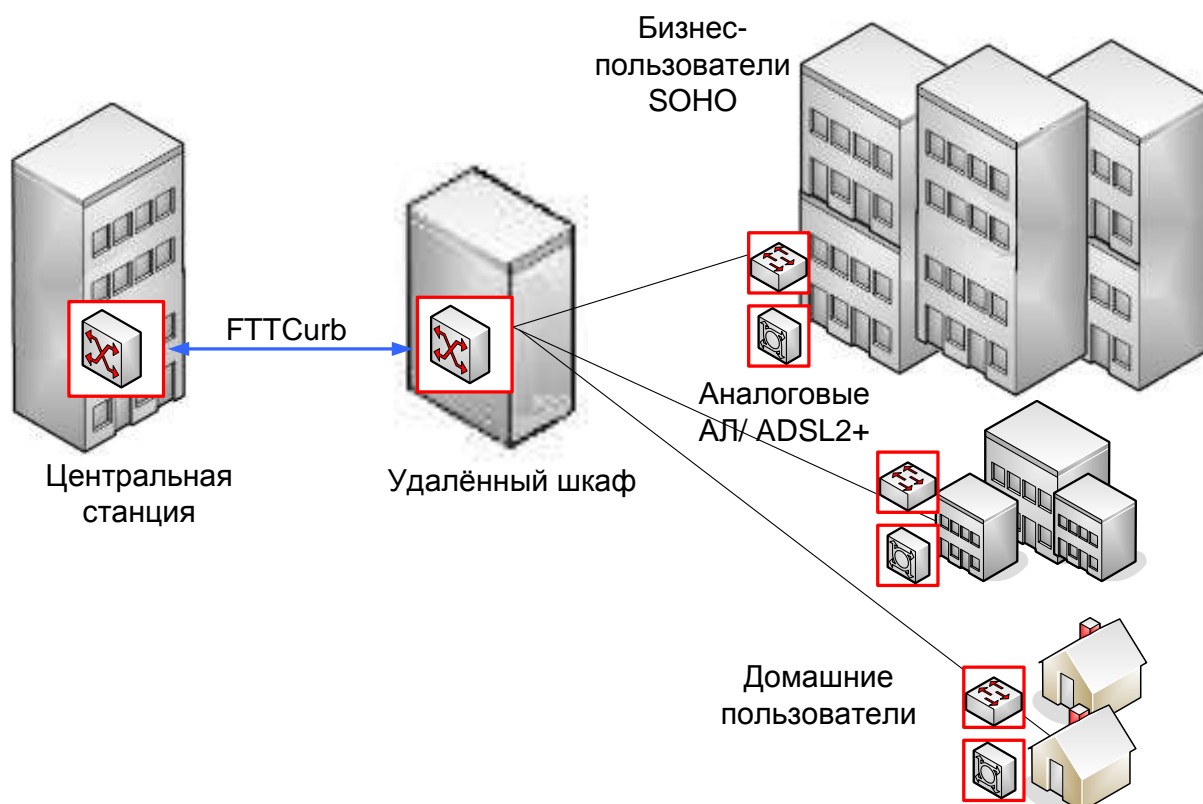 Бизнес-
пользователи
SOHO
FTTCurb
Центральная
станция
Удалённый шкаф
Аналоговые
АЛ/ ADSL2+
Домашние
пользователи